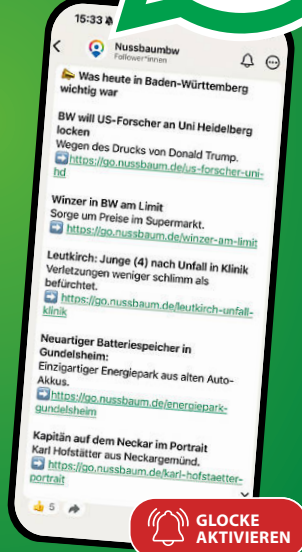 15:33
Nussbaumbw
Follower*innen
Was heute in Baden-Württemberg
wichtig war
BW will US-Forscher an Uni Heidelberg
locken
Wegen des Drucks von Donald Trump.
https://go.nussbaum.de/us-forscher-uni-
hd
Winzer in BW am Limit
Sorge um Preise im Supermarkt.
https://go.nussbaum.de/winzer-am-limit
Leutkirch: Junge (4) nach Unfall in Klinik
Verletzungen weniger schlimm als
befürchtet.
https://go.nussbaum.de/leutkirch-unfall-
klinik
Neuartiger Batteriespeicher in
Gundelsheim:
Einzigartiger Energiepark aus alten Auto-
Akkus.
https://go.nussbaum.de/energiepark-
gundelsheim
Kapitän auf dem Neckar im Portrait
Karl Hofstätter aus Neckargemünd.
https://go.nussbaum.de/karl-hofstaetter-
portrait
5
GLOCKE
AKTIVIEREN